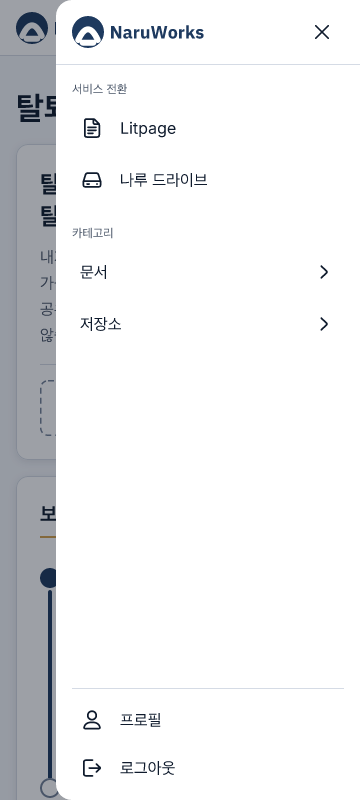 NaruWorks
서비스 전환
Litpage
나루 드라이브
카테고리
문서
저장소
프로필
로그아웃